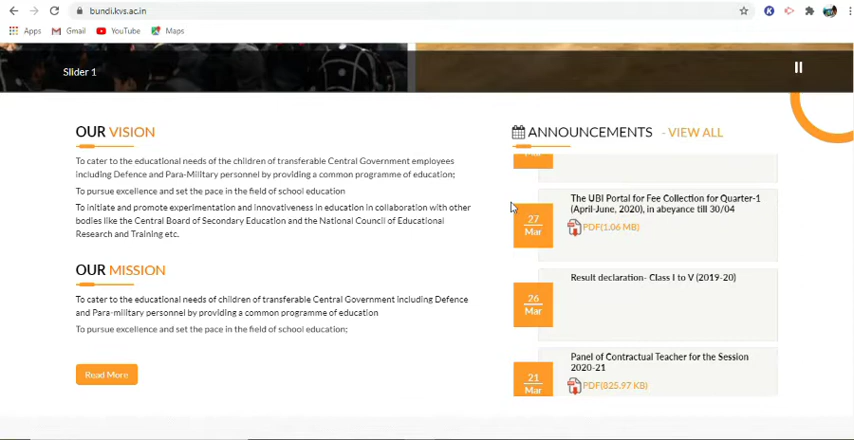 bundi.kvs.ac.in
Apps Gmail YouTube Maps
Slider 1
OUR VISION
To cater to the educational needs of the children of transferable Central Government employees
including Defence and Para-Military personnel by providing a common programme of education;
To pursue excellence and set the pace in the field of school education
To initiate and promote experimentation and innovativeness in education in collaboration with other
bodies like the Central Board of Secondary Education and the National Council of Educational
Research and Training etc.
OUR MISSION
To cater to the educational needs of children of transferable Central Government including Defence
and Para-military personnel by providing a common programme of education
To pursue excellence and set the pace in the field of school education;
Read More
ANNOUNCEMENTS - VIEW ALL
27
Mar
The UBI Portal for Fee Collection for Quarter-1
(April-June, 2020), in abeyance till 30/04
PDF(1.06 MB)
26
Mar
Result declaration- Class I to V (2019-20)
21
Mar
Panel of Contractual Teacher for the Session
2020-21
PDF(825.97 KB)